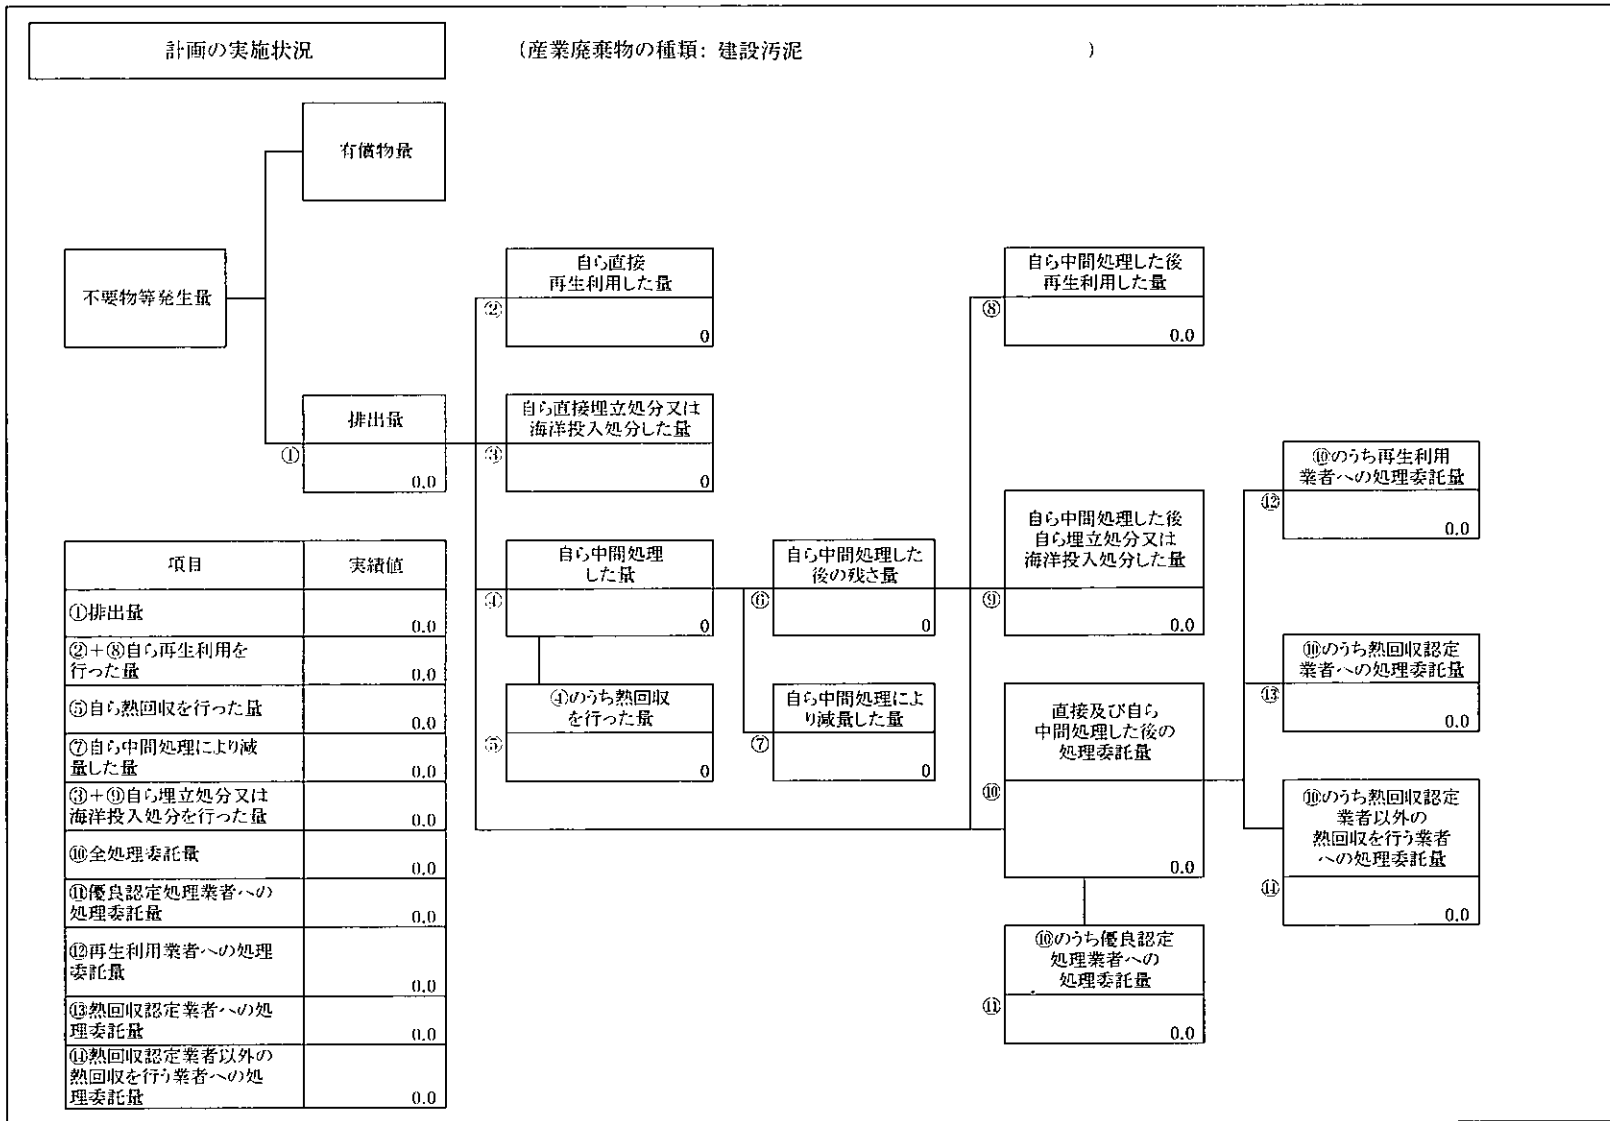 計画の実施状況
(産業廃棄物の種類: 建設汚泥 )
有償物量
不要物等発生量
排出量
①
0.0
自ら直接
再生利用した量
②
0
自ら直接埋立処分又は
海洋投入処分した量
③
0
自ら中間処理
した量
④
0
④のうち熱回収
を行った量
⑤
0
自ら中間処理した
後の残さ量
⑥
0
自ら中間処理によ
り減量した量
⑦
0
自ら中間処理した後
再生利用した量
⑧
0.0
自ら中間処理した後
自ら埋立処分又は
海洋投入処分した量
⑨
0.0
直接及び自ら
中間処理した後の
処理委託量
⑩
0.0
⑩のうち優良認定
処理業者への
処理委託量
⑪
0.0
⑩のうち再生利用
業者への処理委託量
⑫
0.0
⑩のうち熱回収認定
業者への処理委託量
⑬
0.0
⑩のうち熱回収認定
業者以外の
熱回収を行う業者
への処理委託量
⑭
0.0
項目 実績値
①排出量
0.0
②+⑧自ら再生利用を
行った量
0.0
⑤自ら熱回収を行った量
0.0
⑦自ら中間処理により減
量した量
0.0
③+⑨自ら埋立処分又は
海洋投入処分を行った量
0.0
⑩全処理委託量
0.0
⑪優良認定処理業者への
処理委託量
0.0
⑫再生利用業者への処理
委託量
0.0
⑬熱回収認定業者への処
理委託量
0.0
⑭熱回収認定業者以外の
熱回収を行う業者への処
理委託量
0.0